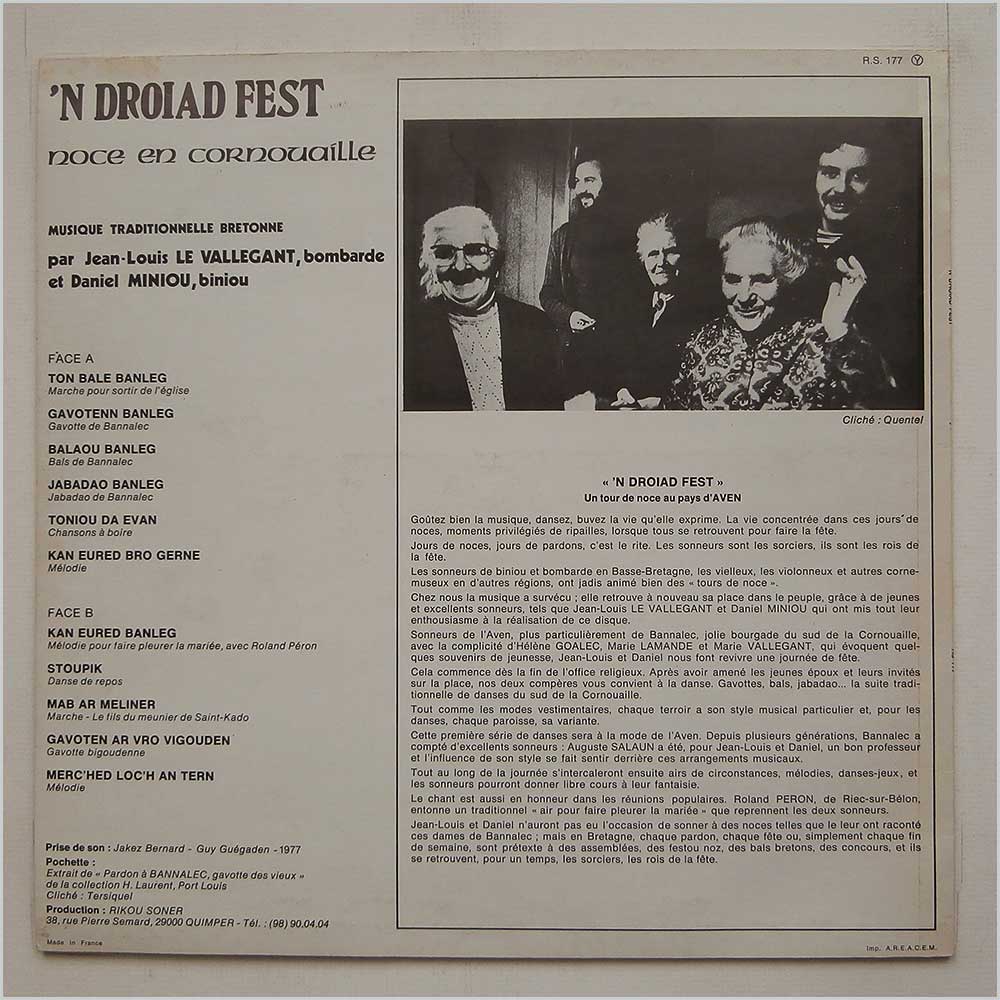 R.S. 177 Y
'N DROIAD FEST
noce en cornouaille
MUSIQUE TRADITIONNELLE BRETONNE
par Jean-Louis LE VALLEGANT, bombarde
et Daniel MINIOU, biniou
FACE A
TON BALE BANLEG
Marche pour sortir de l'église
GAVOTENN BANLEG
Gavotte de Bannalec
BALAOU BANLEG
Bals de Bannalec
JABADAO BANLEG
Jabadao de Bannalec
TONIOU DA EVAN
Chansons à boire
KAN EURED BRO GERNE
Mélodie
FACE B
KAN EURED BANLEG
Mélodie pour faire pleurer la mariée, avec Roland Péron
STOUPIK
Danse de repos
MAB AR MELINER
Marche - Le fils du meunier de Saint-Kado
GAVOTEN AR VRO VIGOUDEN
Gavotte bigoudenne
MERC'HED LOC'H AN TERN
Mélodie
Prise de son : Jakez Bernard - Guy Guégaden - 1977
Pochette :
Extrait de « Pardon à BANNALEC, gavotte des vieux »
de la collection H. Laurent, Port Louis
Cliché : Tersiquel
Production : RIKOU SONER
38, rue Pierre Semard, 29000 QUIMPER - Tél. : (98) 90.04.04
Made in France
Cliché : Quentel
« 'N DROIAD FEST »
Un tour de noce au pays d'AVEN
Goûtez bien la musique, dansez, buvez la vie qu'elle exprime. La vie concentrée dans ces jours de
noces, moments privilégiés de ripailles, lorsque tous se retrouvent pour faire la fête.
Jours de noces, jours de pardons, c'est le rite. Les sonneurs sont les sorciers, ils sont les rois de
la fête.
Les sonneurs de biniou et bombarde en Basse-Bretagne, les vielleux, les violonneux et autres corne-
museux en d'autres régions, ont jadis animé bien des « tours de noce ».
Chez nous la musique a survécu ; elle retrouve à nouveau sa place dans le peuple, grâce à de jeunes
et excellents sonneurs, tels que Jean-Louis LE VALLEGANT et Daniel MINIOU qui ont mis tout leur
enthousiasme à la réalisation de ce disque.
Sonneurs de l'Aven, plus particulièrement de Bannalec, jolie bourgade du sud de la Cornouaille,
avec la complicité d'Hélène GOALEC, Marie LAMANDE et Marie VALLEGANT, qui évoquent quel-
ques souvenirs de jeunesse, Jean-Louis et Daniel nous font revivre une journée de fête.
Cela commence dès la fin de l'office religieux. Après avoir amené les jeunes époux et leurs invités
sur la place, nos deux compères vous convient à la danse. Gavottes, bals, jabadao... la suite tradi-
tionnelle de danses du sud de la Cornouaille.
Tout comme les modes vestimentaires, chaque terroir a son style musical particulier et, pour les
danses, chaque paroisse, sa variante.
Cette première série de danses sera à la mode de l'Aven. Depuis plusieurs générations, Bannalec a
compté d'excellents sonneurs : Auguste SALAUN a été, pour Jean-Louis et Daniel, un bon professeur
et l'influence de son style se fait sentir derrière ces arrangements musicaux.
Tout au long de la journée s'intercaleront ensuite airs de circonstances, mélodies, danses-jeux, et
les sonneurs pourront donner libre cours à leur fantaisie.
Le chant est aussi en honneur dans les réunions populaires. Roland PERON, de Riec-sur-Bélon,
entonne un traditionnel « air pour faire pleurer la mariée » que reprennent les deux sonneurs.
Jean-Louis et Daniel n'auront pas eu l'occasion de sonner à des noces telles que le leur ont raconté
ces dames de Bannalec ; mais en Bretagne, chaque pardon, chaque fête ou, simplement chaque fin
de semaine, sont prétexte à des assemblées, des festou noz, des bals bretons, des concours, et ils
se retrouvent, pour un temps, les sorciers, les rois de la fête.
Imp. A.R.E.A.C.E.M.